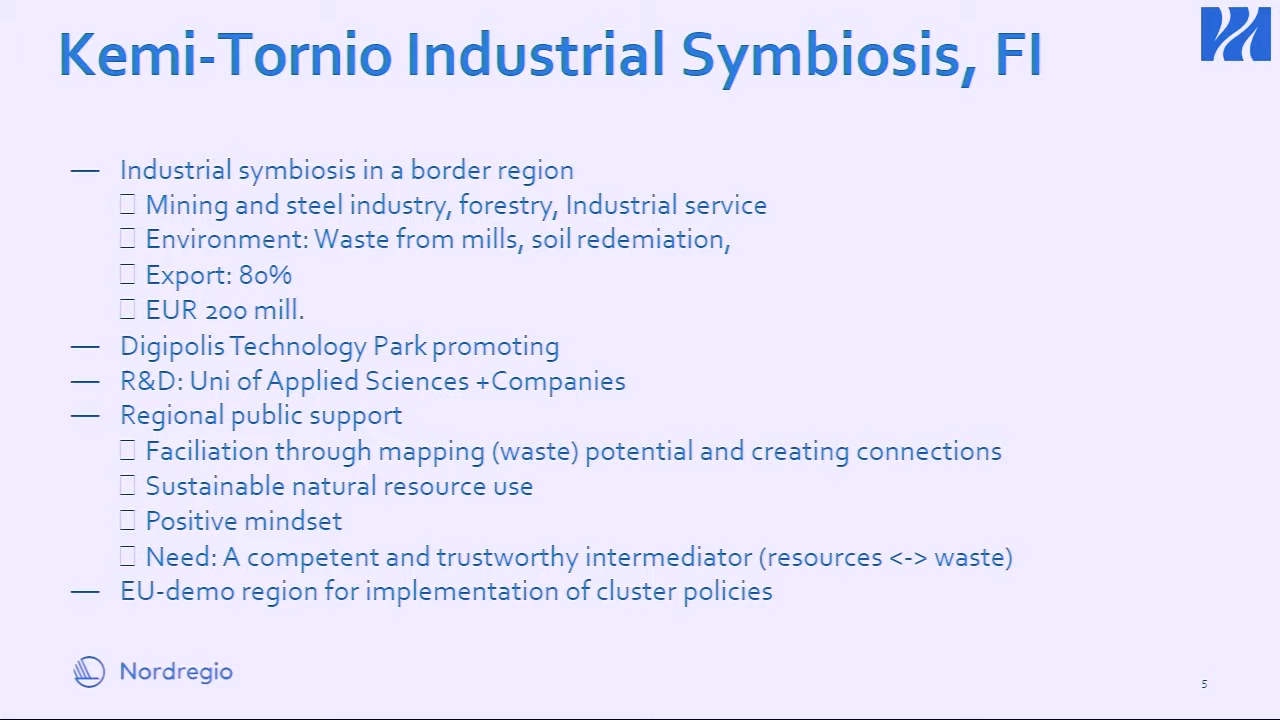 Kemi-Tornio Industrial Symbiosis, FI
— Industrial symbiosis in a border region
□ Mining and steel industry, forestry, Industrial service
□ Environment: Waste from mills, soil redemiation,
□ Export: 80%
□ EUR 200 mill.
— Digipolis Technology Park promoting
— R&D: Uni of Applied Sciences +Companies
— Regional public support
□ Faciliation through mapping (waste) potential and creating connections
□ Sustainable natural resource use
□ Positive mindset
□ Need: A competent and trustworthy intermediator (resources <-> waste)
— EU-demo region for implementation of cluster policies
Nordregio
5